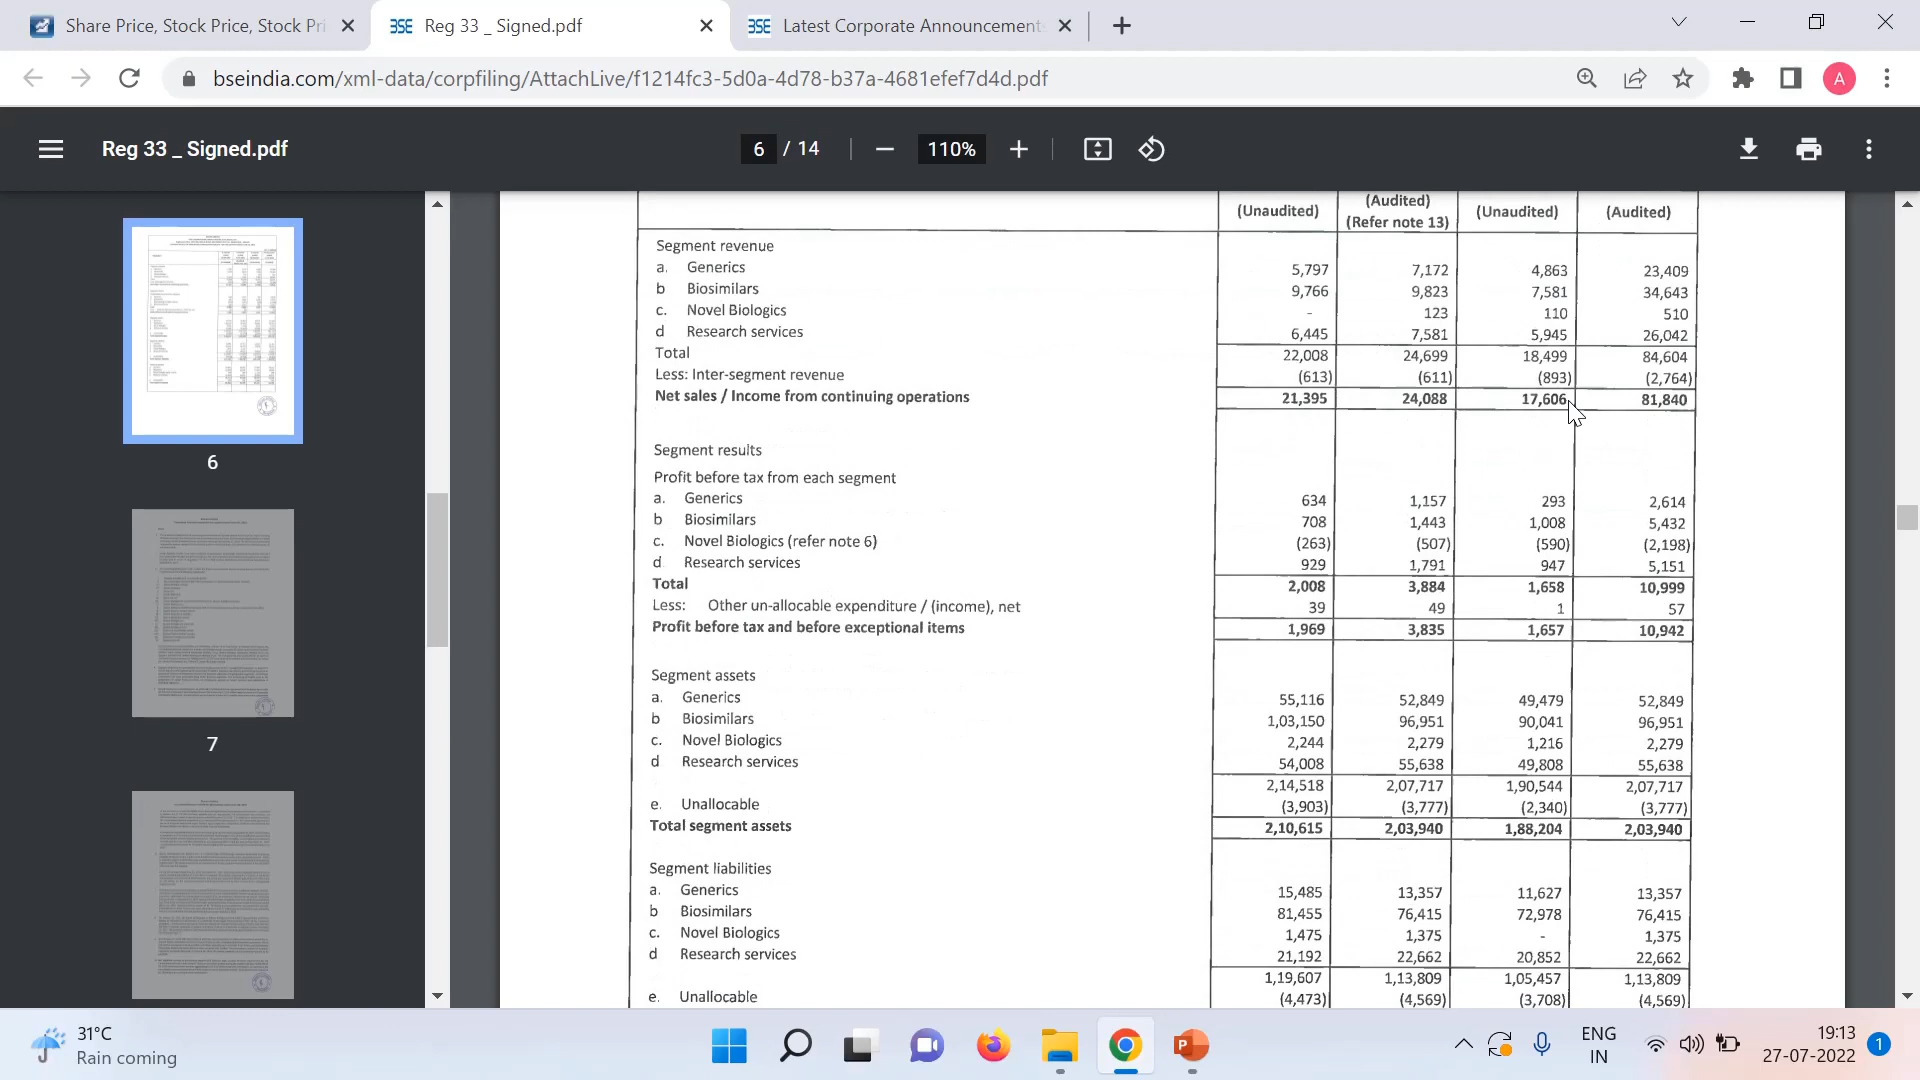 Share Price, Stock Price, Stock Pri
BSE Reg 33 _ Signed.pdf
BSE Latest Corporate Announcement
bseindia.com/xml-data/corpfiling/AttachLive/f1214fc3-5d0a-4d78-b37a-4681efef7d4d.pdf
A
Reg 33 _ Signed.pdf
6 / 14
110%
(Unaudited) (Audited) (Refer note 13) (Unaudited) (Audited)
Segment revenue
a. Generics 5,797 7,172 4,863 23,409
b Biosimilars 9,766 9,823 7,581 34,643
c. Novel Biologics - 123 110 510
d Research services 6,445 7,581 5,945 26,042
Total 22,008 24,699 18,499 84,604
Less: Inter-segment revenue (613) (611) (893) (2,764)
Net sales / Income from continuing operations 21,395 24,088 17,606 81,840
Segment results
Profit before tax from each segment
a. Generics 634 1,157 293 2,614
b Biosimilars 708 1,443 1,008 5,432
c. Novel Biologics (refer note 6) (263) (507) (590) (2,198)
d Research services 929 1,791 947 5,151
Total 2,008 3,884 1,658 10,999
Less: Other un-allocable expenditure / (income), net 39 49 1 57
Profit before tax and before exceptional items 1,969 3,835 1,657 10,942
Segment assets
a. Generics 55,116 52,849 49,479 52,849
b Biosimilars 1,03,150 96,951 90,041 96,951
c. Novel Biologics 2,244 2,279 1,216 2,279
d Research services 54,008 55,638 49,808 55,638
2,14,518 2,07,717 1,90,544 2,07,717
e. Unallocable (3,903) (3,777) (2,340) (3,777)
Total segment assets 2,10,615 2,03,940 1,88,204 2,03,940
Segment liabilities
a. Generics 15,485 13,357 11,627 13,357
b Biosimilars 81,455 76,415 72,978 76,415
c. Novel Biologics 1,475 1,375 - 1,375
d Research services 21,192 22,662 20,852 22,662
1,19,607 1,13,809 1,05,457 1,13,809
e. Unallocable (4,473) (4,569) (3,708) (4,569)
6
7
31°C
Rain coming
P
ENG
IN
19:13
27-07-2022
1